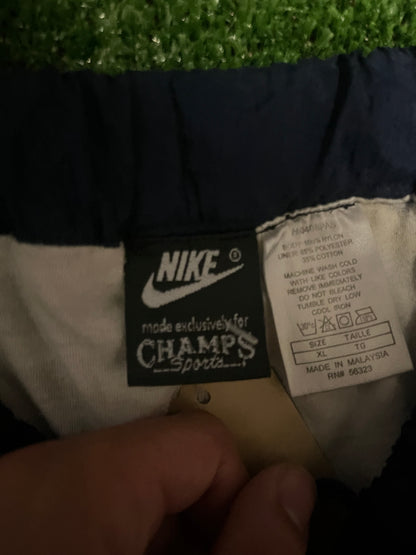 NIKE ®
made exclusively for
CHAMPS
Sports
BODY 100% NYLON
LINER 65% POLYESTER
35% COTTON
MACHINE WASH COLD
WITH LIKE COLORS
REMOVE IMMEDIATELY
DO NOT BLEACH
TUMBLE DRY LOW
COOL IRON
SIZE TAILLE
XL TG
MADE IN MALAYSIA
RN# 56323